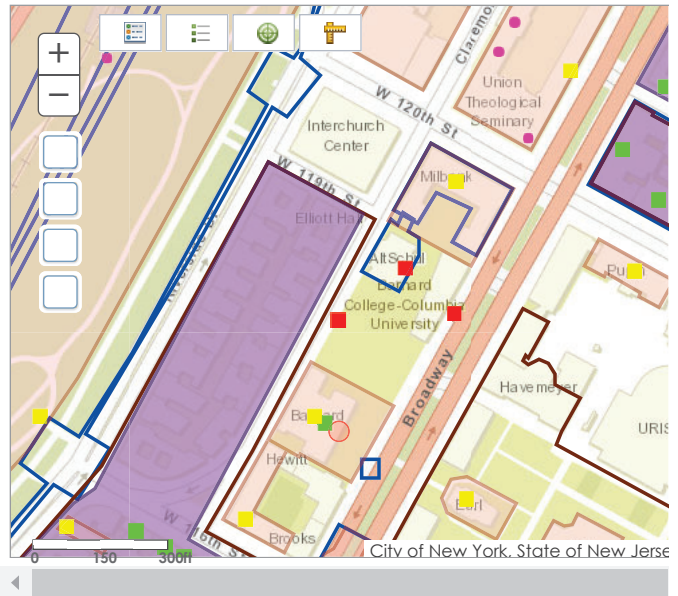 +
−
Claremo
Union
Theological
Seminary
W 120th St
Interchurch
Center
W 119th St
Milbank
Elliott Hall
Riverside Dr
AltSchul
Barnard
College-Columbia
University
Pupin
Broadway
Havemeyer
Barnard
URIS
Hewitt
Earl
W 116th St
Brooks
0 150 300ft
City of New York, State of New Jerse